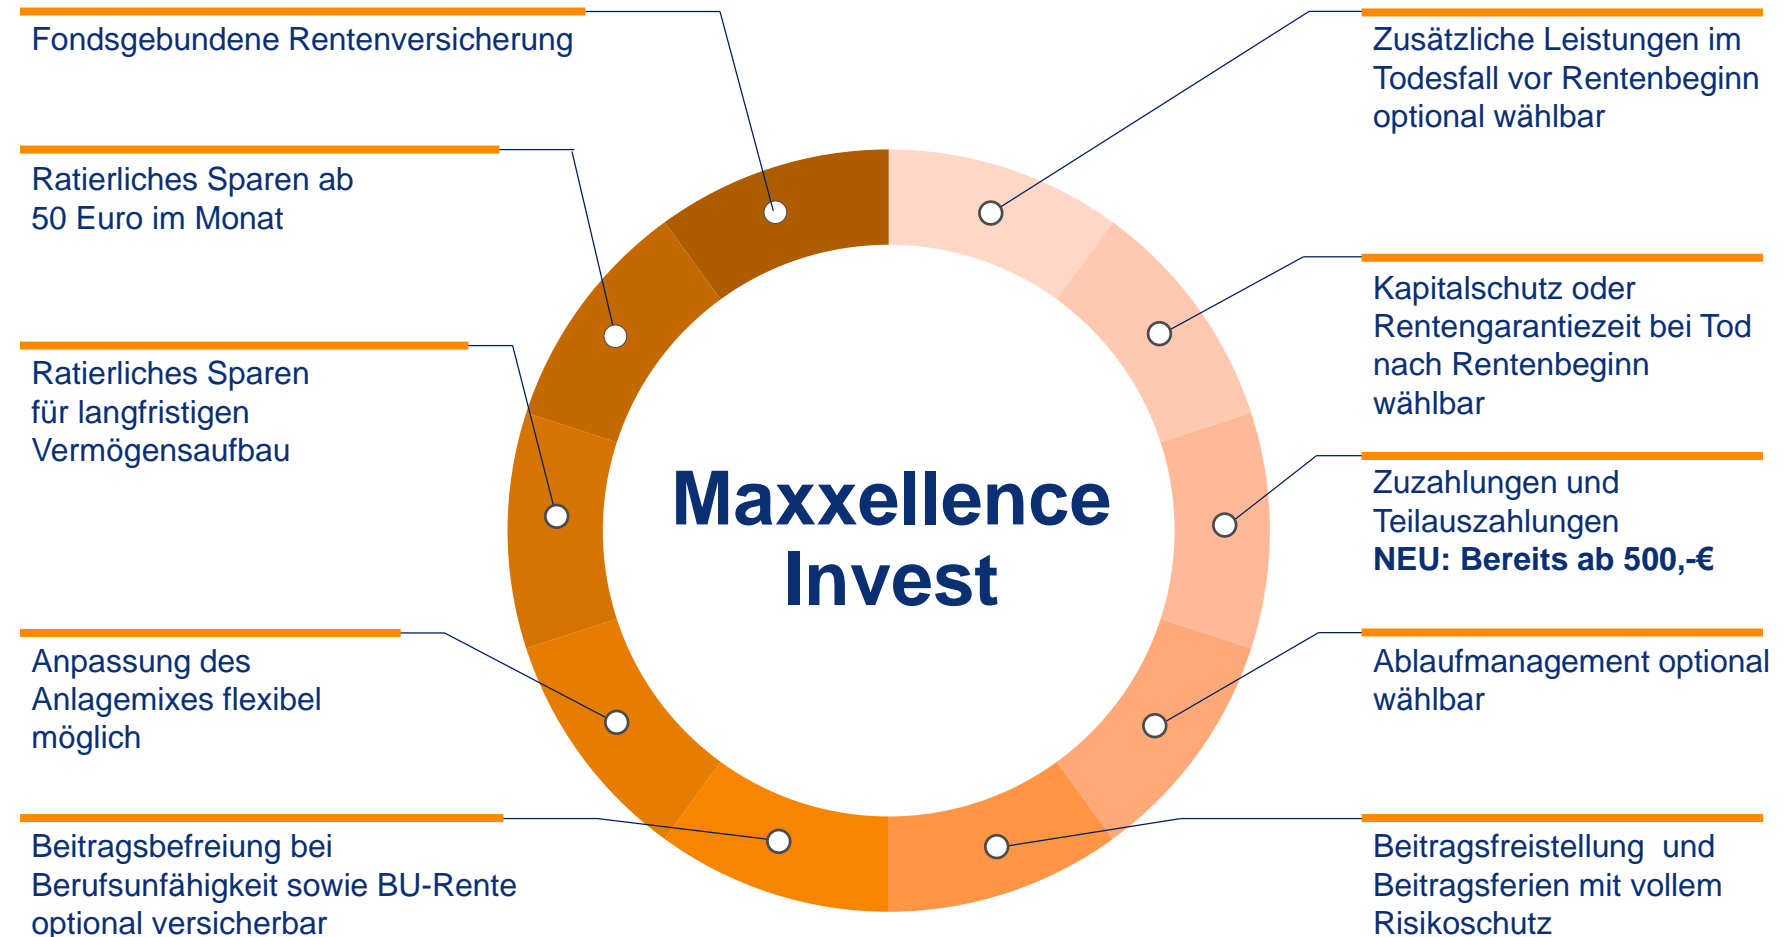 Fondsgebundene Rentenversicherung
Ratierliches Sparen ab
50 Euro im Monat
Ratierliches Sparen
für langfristigen
Vermögensaufbau
Anpassung des
Anlagemixes flexibel
möglich
Beitragsbefreiung bei
Berufsunfähigkeit sowie BU-Rente
optional versicherbar
Maxxellence
Invest
Zusätzliche Leistungen im
Todesfall vor Rentenbeginn
optional wählbar
Kapitalschutz oder
Rentengarantiezeit bei Tod
nach Rentenbeginn
wählbar
Zuzahlungen und
Teilauszahlungen
NEU: Bereits ab 500,-€
Ablaufmanagement optional
wählbar
Beitragsfreistellung und
Beitragsferien mit vollem
Risikoschutz